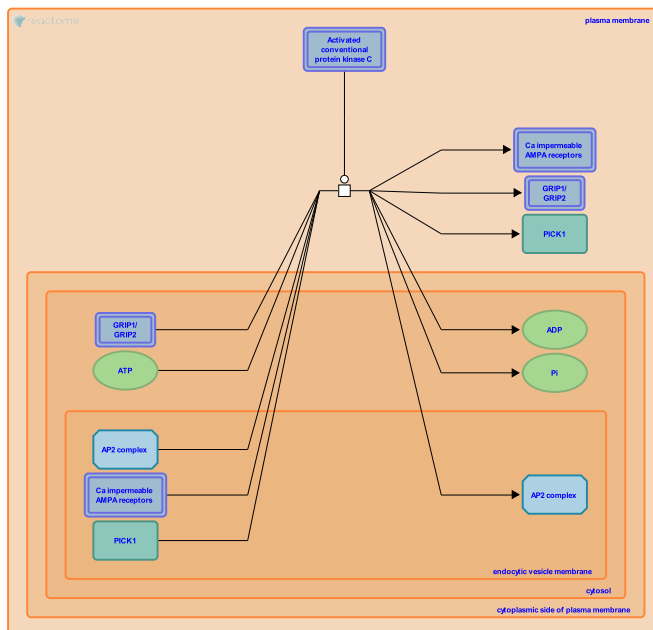 reactome
plasma membrane
Activated
conventional
protein kinase C
Ca impermeable
AMPA receptors
GRIP1/
GRIP2
PICK1
GRIP1/
GRIP2
ADP
ATP
Pi
AP2 complex
Ca impermeable
AMPA receptors
AP2 complex
PICK1
endocytic vesicle membrane
cytosol
cytoplasmic side of plasma membrane